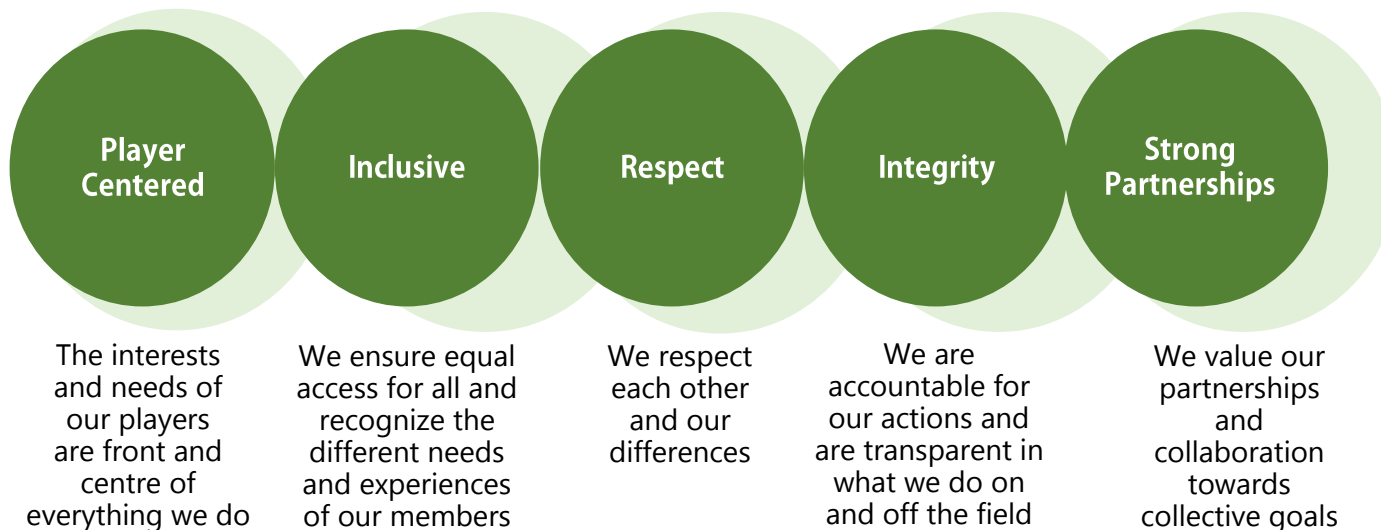 Player
Centered
Inclusive
Respect
Integrity
Strong
Partnerships
The interests
and needs of
our players
are front and
centre of
everything we do
We ensure equal
access for all and
recognize the
different needs
and experiences
of our members
We respect
each other
and our
differences
We are
accountable for
our actions and
are transparent in
what we do on
and off the field
We value our
partnerships
and
collaboration
towards
collective goals